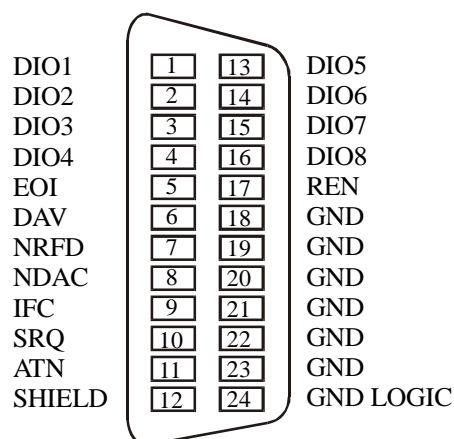 DIO1 1 13 DIO5
DIO2 2 14 DIO6
DIO3 3 15 DIO7
DIO4 4 16 DIO8
EOI 5 17 REN
DAV 6 18 GND
NRFD 7 19 GND
NDAC 8 20 GND
IFC 9 21 GND
SRQ 10 22 GND
ATN 11 23 GND
SHIELD 12 24 GND LOGIC